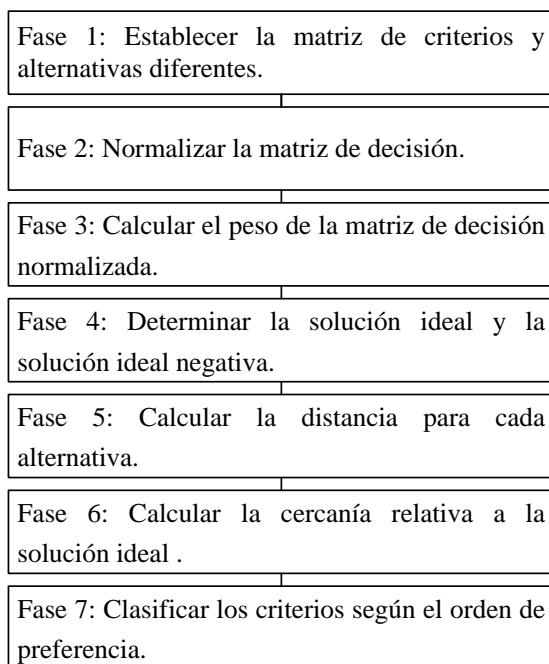 Fase 1: Establecer la matriz de criterios y
alternativas diferentes.
Fase 2: Normalizar la matriz de decisión.
Fase 3: Calcular el peso de la matriz de decisión
normalizada.
Fase 4: Determinar la solución ideal y la
solución ideal negativa.
Fase 5: Calcular la distancia para cada
alternativa.
Fase 6: Calcular la cercanía relativa a la
solución ideal .
Fase 7: Clasificar los criterios según el orden de
preferencia.